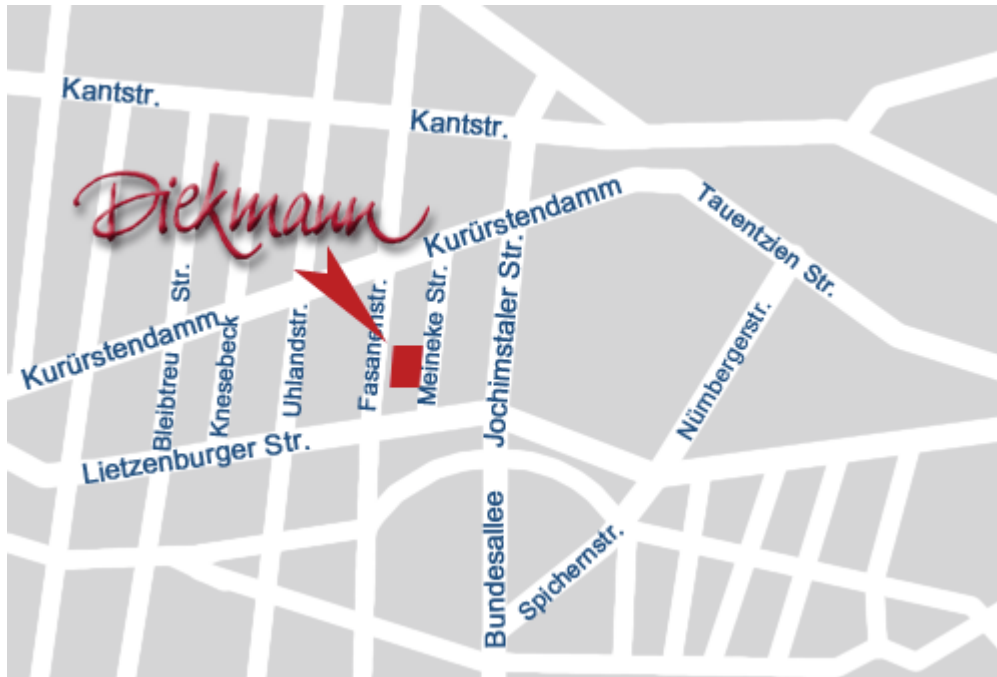 Kantstr.
Kantstr.
Diekmann
Kurürstendamm
Tauentzien Str.
Kurürstendamm
Bleibtreu Str.
Knesebeck
Uhlandstr.
Fasanenstr.
Meineke Str.
Jochimstaler Str.
Nürnbergerstr.
Lietzenburger Str.
Bundesallee
Spichernstr.